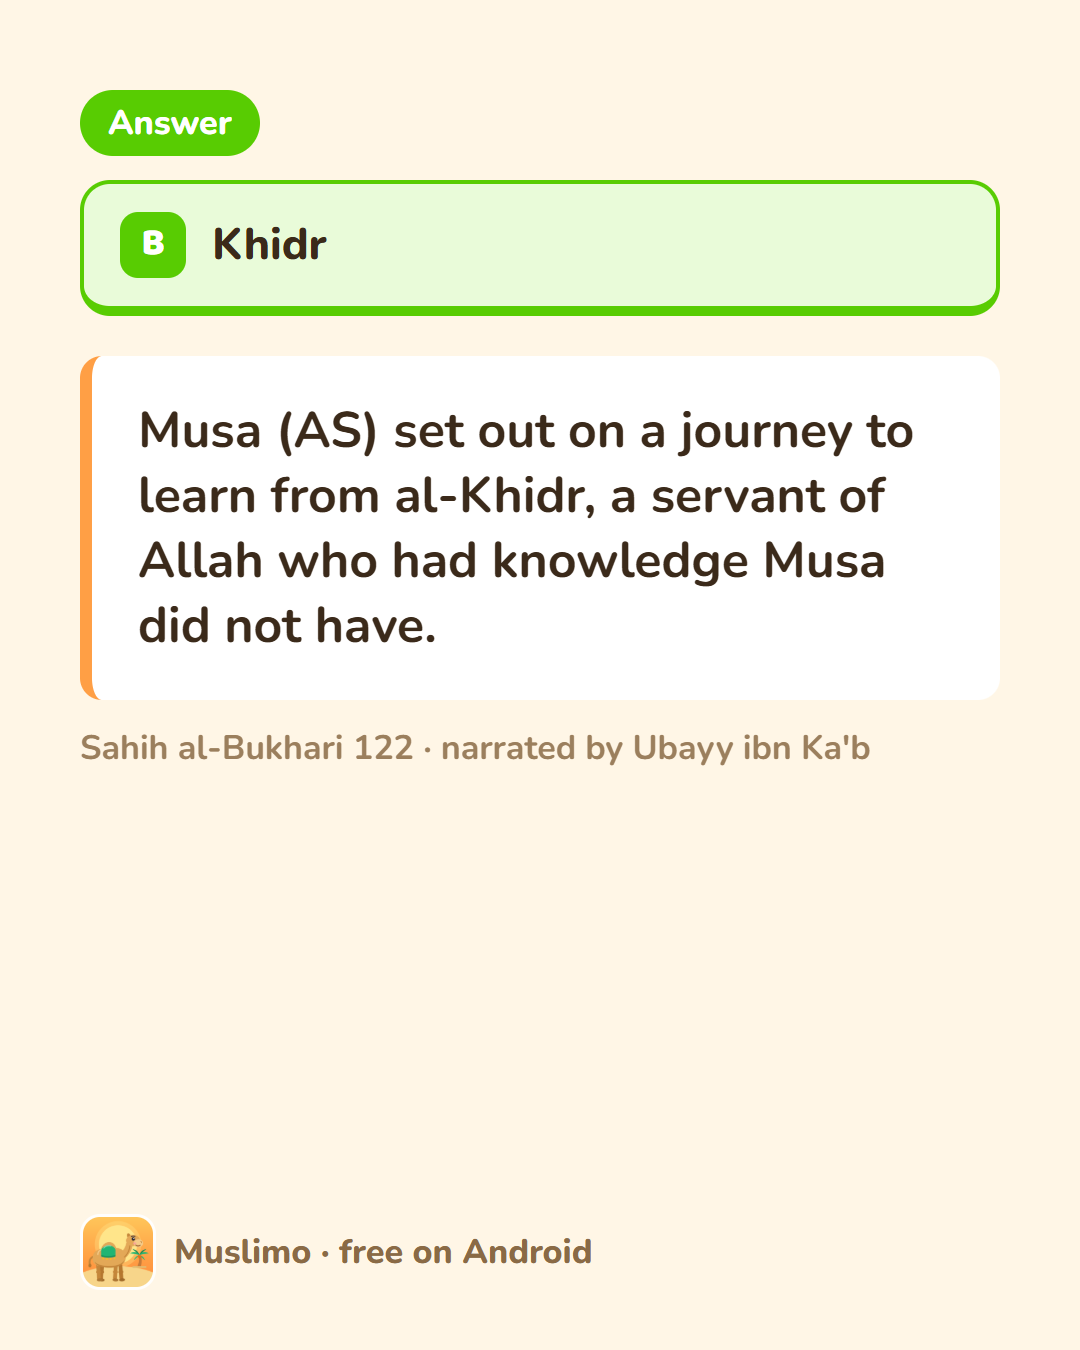 Answer
B Khidr
Musa (AS) set out on a journey to
learn from al-Khidr, a servant of
Allah who had knowledge Musa
did not have.
Sahih al-Bukhari 122 · narrated by Ubayy ibn Ka'b
Muslimo · free on Android